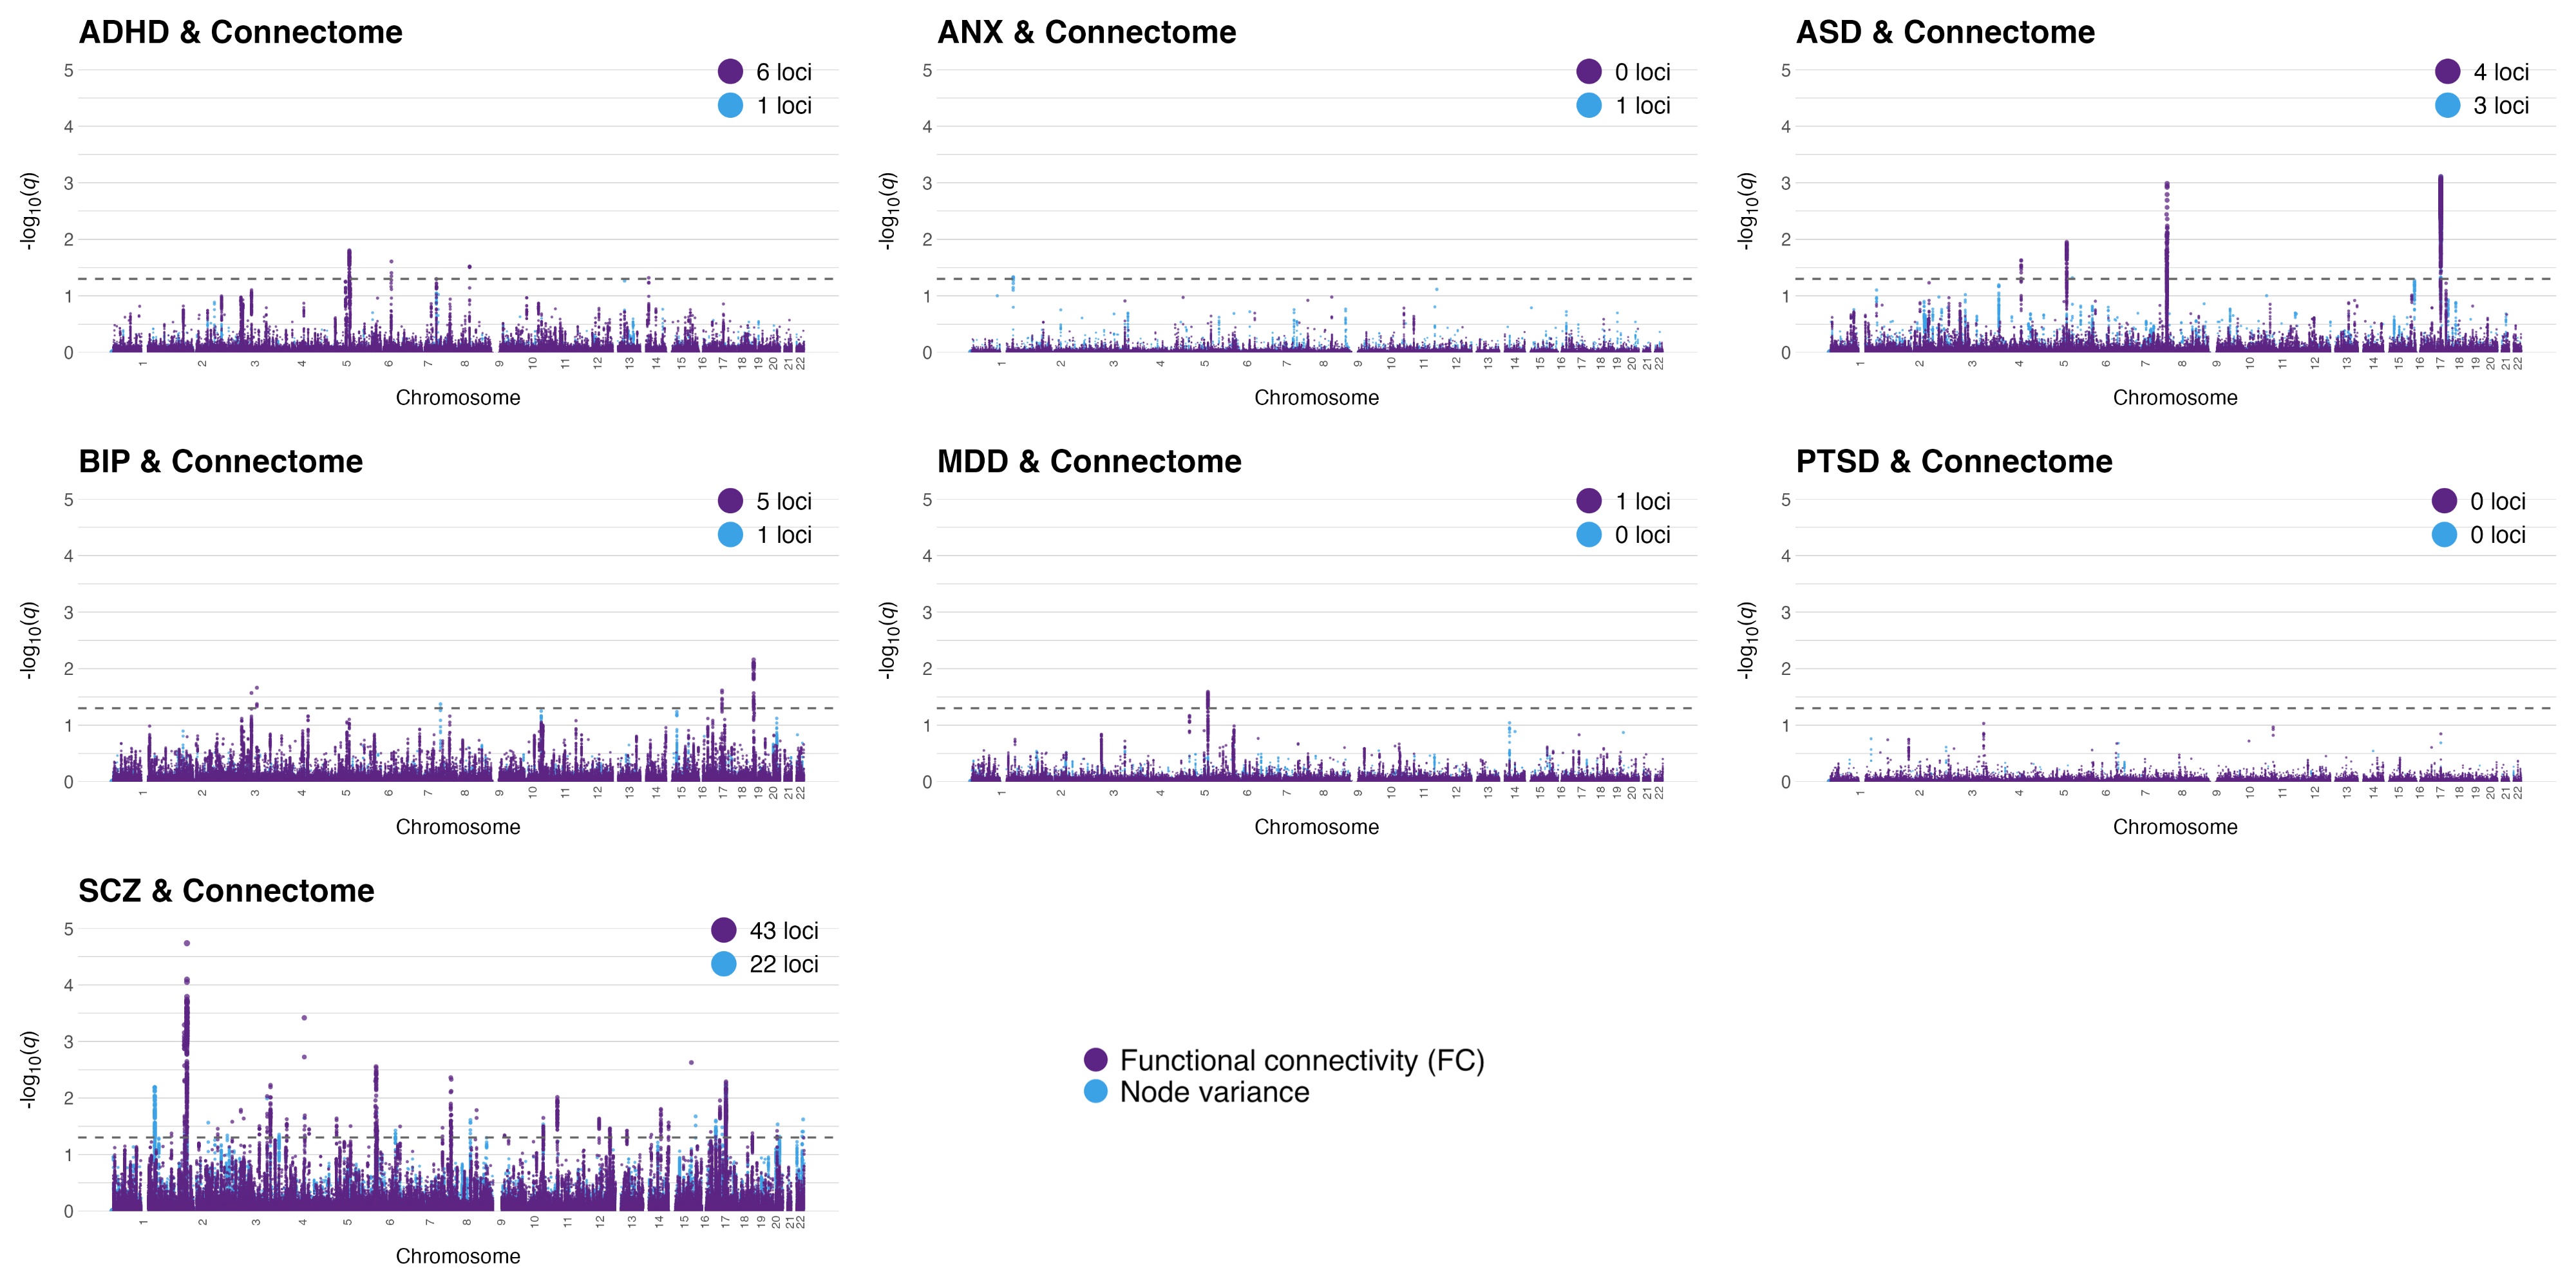 ADHD & Connectome
6 loci
1 loci
5
4
3
2
1
0
-log10(q)
1 2 3 4 5 6 7 8 9 10 11 12 13 14 15 16 17 18 19 20 21 22
Chromosome
ANX & Connectome
0 loci
1 loci
5
4
3
2
1
0
-log10(q)
1 2 3 4 5 6 7 8 9 10 11 12 13 14 15 16 17 18 19 20 21 22
Chromosome
ASD & Connectome
4 loci
3 loci
5
4
3
2
1
0
-log10(q)
1 2 3 4 5 6 7 8 9 10 11 12 13 14 15 16 17 18 19 20 21 22
Chromosome
BIP & Connectome
5 loci
1 loci
5
4
3
2
1
0
-log10(q)
1 2 3 4 5 6 7 8 9 10 11 12 13 14 15 16 17 18 19 20 21 22
Chromosome
MDD & Connectome
1 loci
0 loci
5
4
3
2
1
0
-log10(q)
1 2 3 4 5 6 7 8 9 10 11 12 13 14 15 16 17 18 19 20 21 22
Chromosome
PTSD & Connectome
0 loci
0 loci
5
4
3
2
1
0
-log10(q)
1 2 3 4 5 6 7 8 9 10 11 12 13 14 15 16 17 18 19 20 21 22
Chromosome
SCZ & Connectome
43 loci
22 loci
5
4
3
2
1
0
-log10(q)
1 2 3 4 5 6 7 8 9 10 11 12 13 14 15 16 17 18 19 20 21 22
Chromosome
Functional connectivity (FC)
Node variance